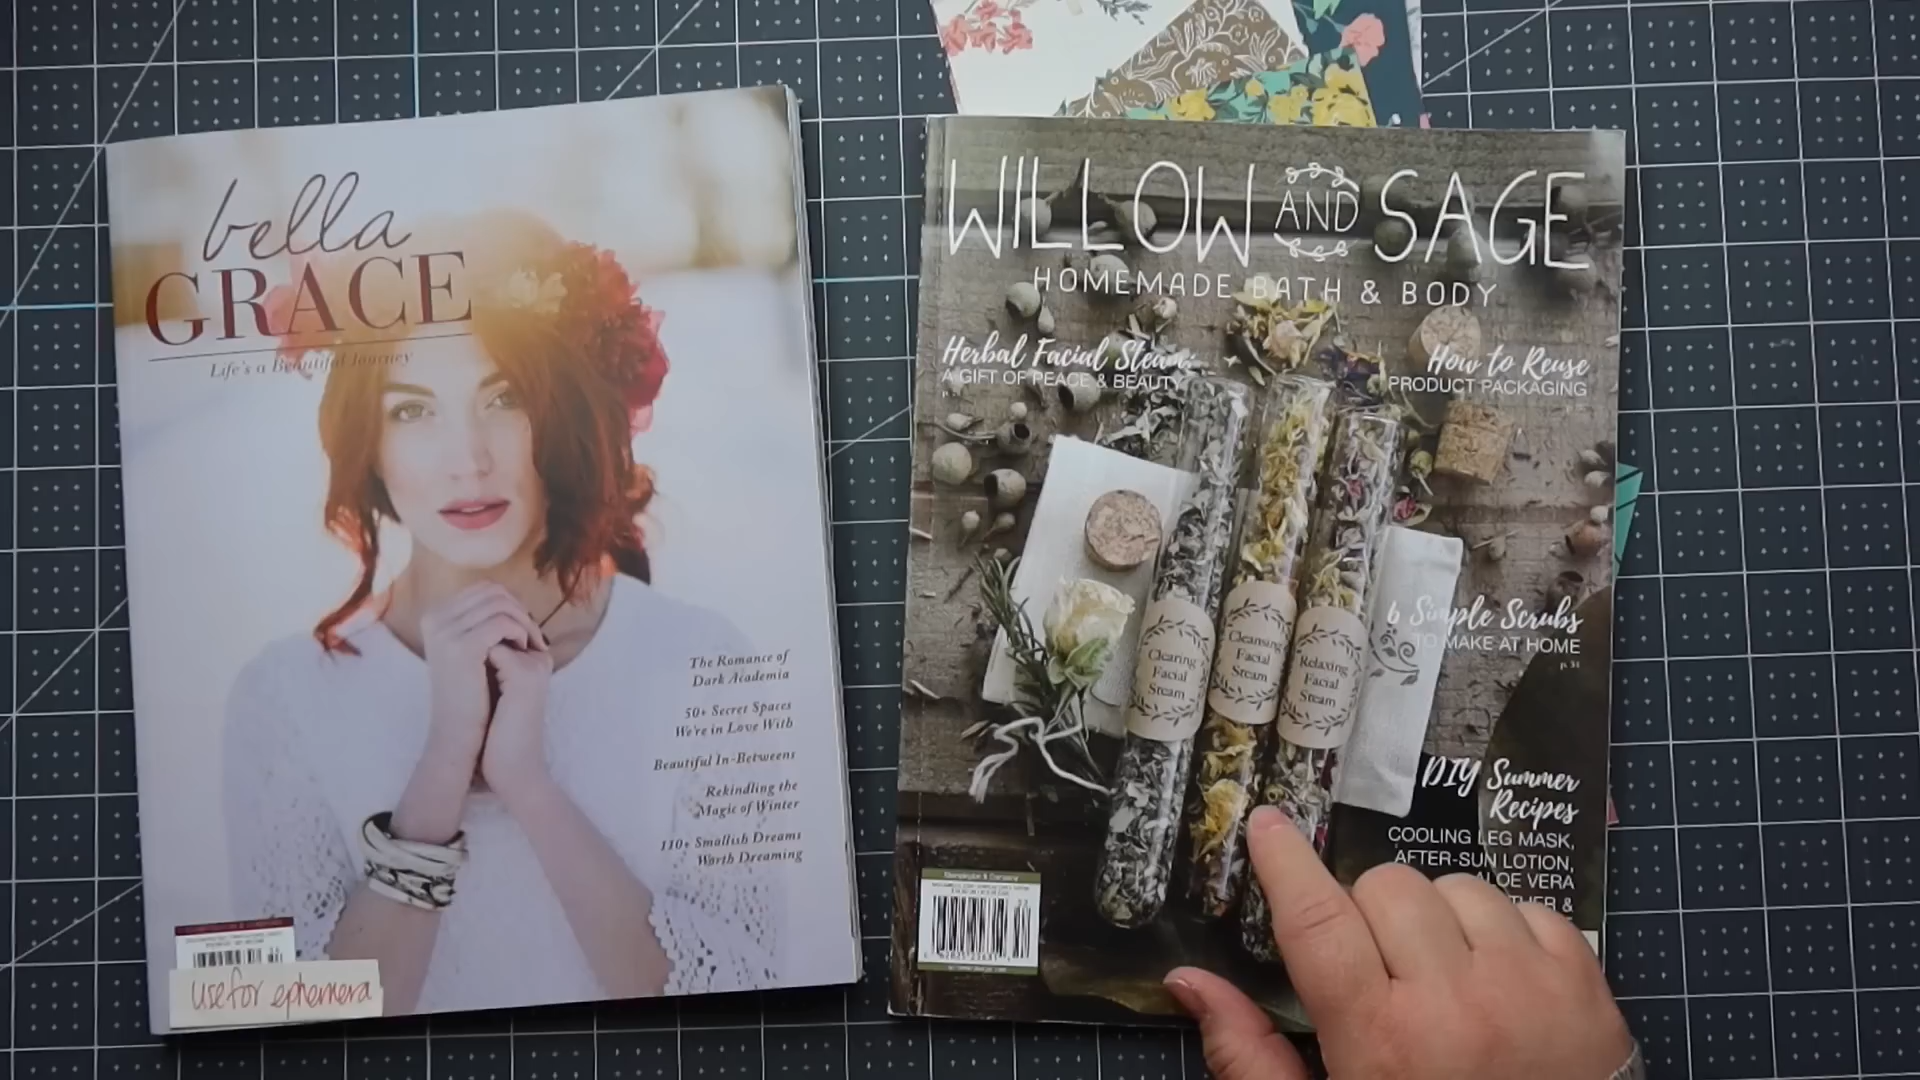 bella
GRACE
Life's a Beautiful Journey
The Romance of
Dark Academia
50+ Secret Spaces
We're in Love With
Beautiful In-Betweens
Rekindling the
Magic of Winter
110+ Smallish Dreams
Worth Dreaming
use for ephemera
WILLOW AND SAGE
HOMEMADE BATH & BODY
Herbal Facial Steam:
A GIFT OF PEACE & BEAUTY
How to Reuse
PRODUCT PACKAGING
6 Simple Scrubs
TO MAKE AT HOME
Clearing
Facial
Steam
Cleansing
Facial
Steam
Relaxing
Facial
Steam
DIY Summer
Recipes
COOLING LEG MASK,
AFTER-SUN LOTION,
ALOE VERA
&
Stampington & Company